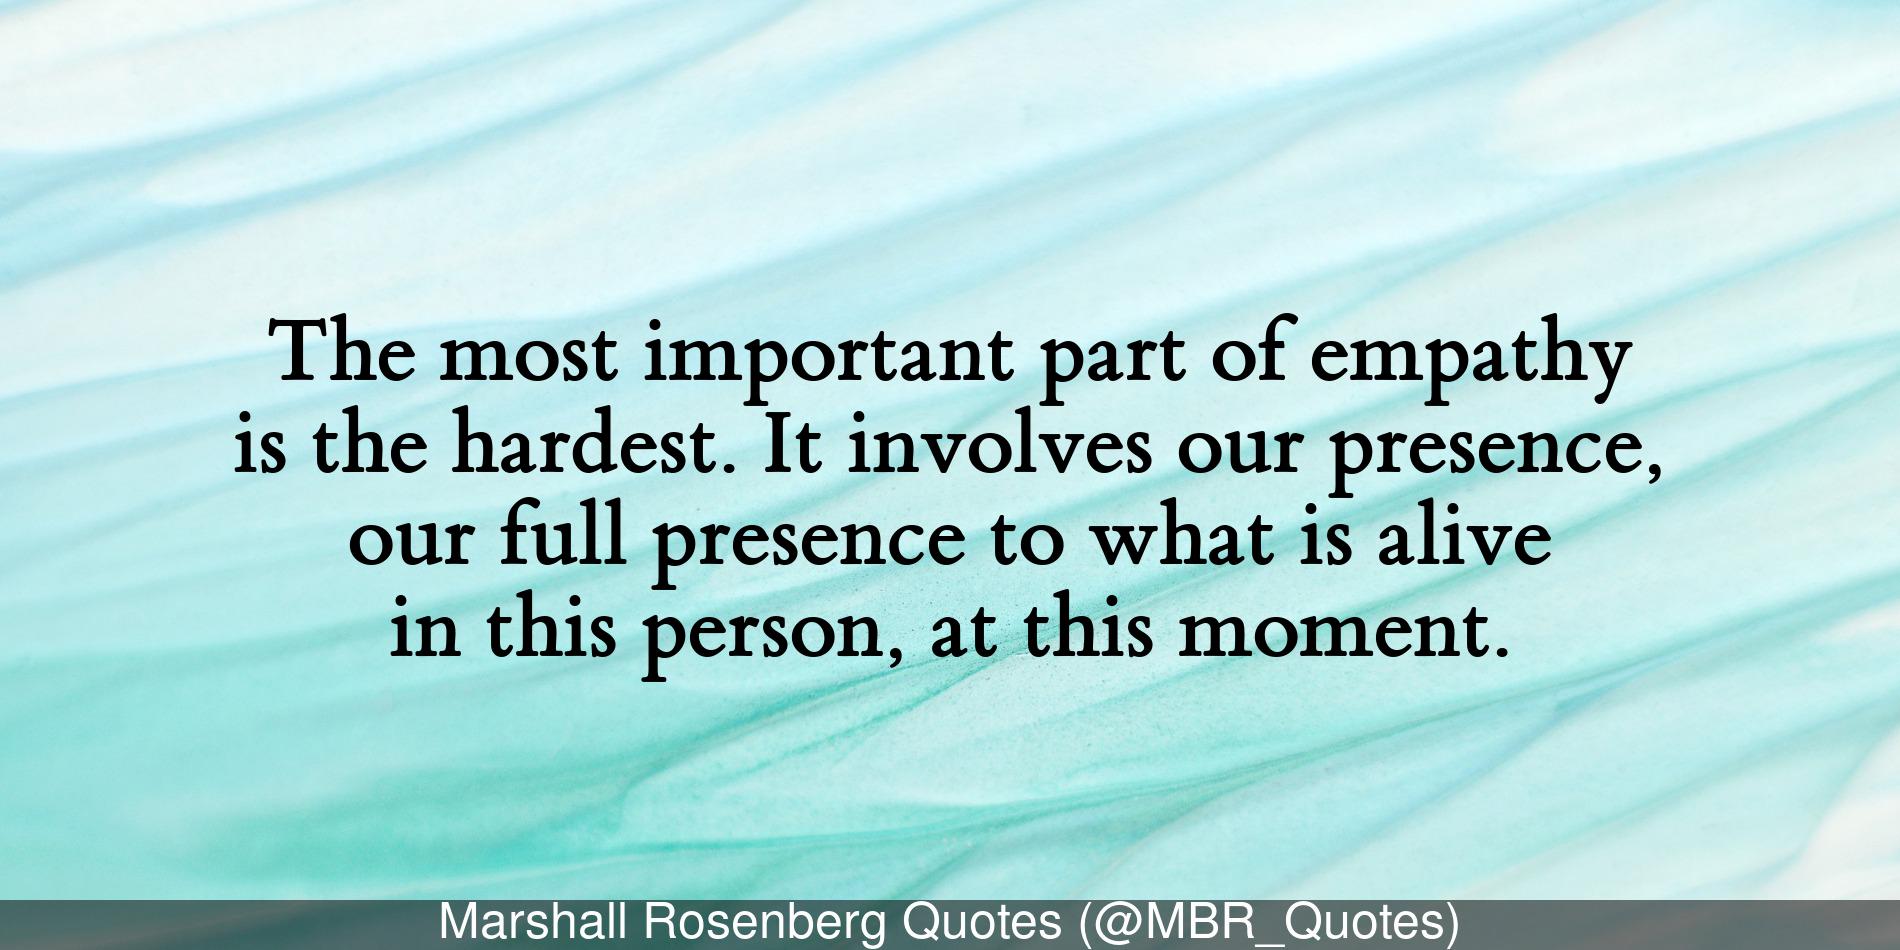 The most important part of empathy
is the hardest. It involves our presence,
our full presence to what is alive
in this person, at this moment.
Marshall Rosenberg Quotes (@MBR_Quotes)